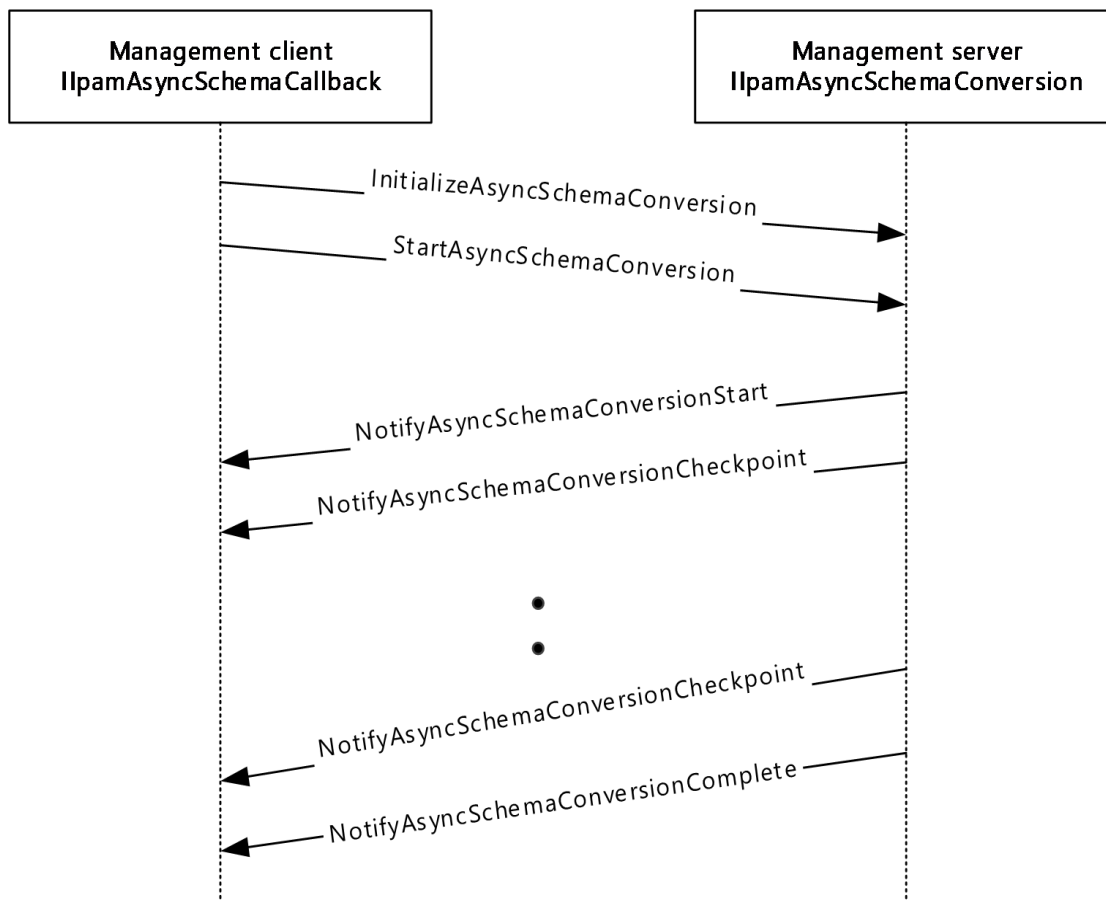 Management client
IIpamAsyncSchemaCallback
Management server
IIpamAsyncSchemaConversion
InitializeAsyncSchemaConversion
StartAsyncSchemaConversion
NotifyAsyncSchemaConversionStart
NotifyAsyncSchemaConversionCheckpoint
NotifyAsyncSchemaConversionCheckpoint
NotifyAsyncSchemaConversionComplete